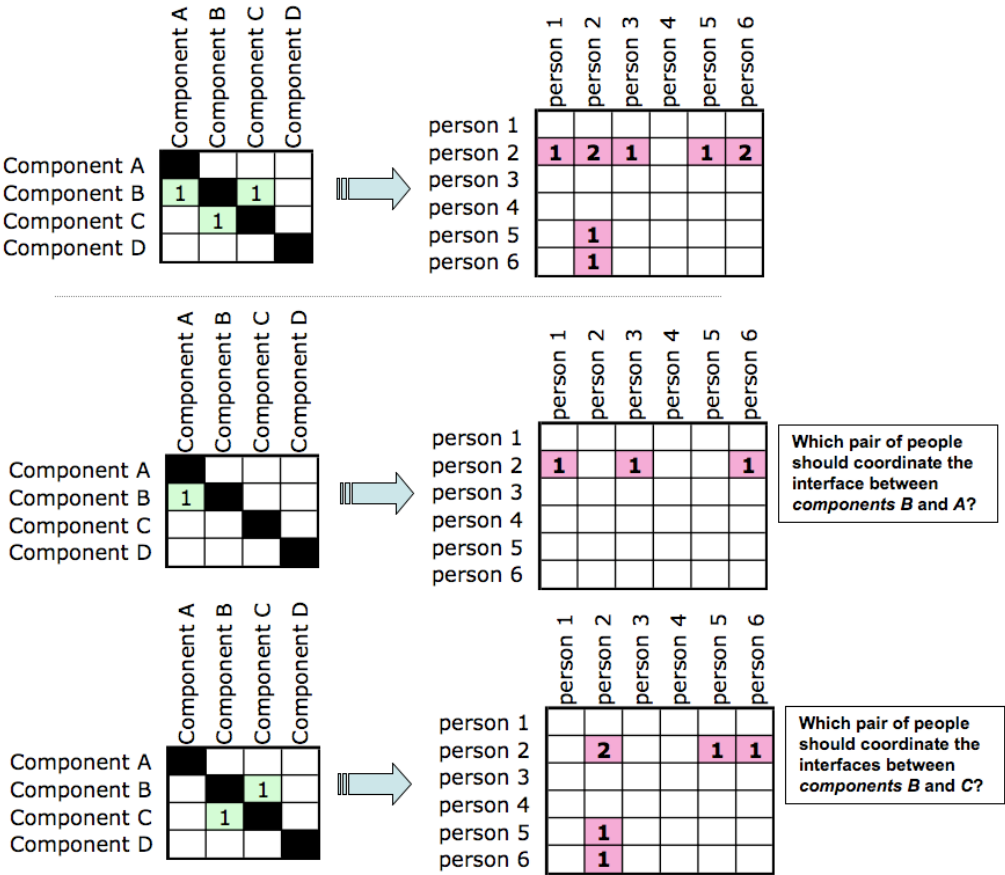 Component A
Component B
Component C
Component D
person 1
person 2
person 3
person 4
person 5
person 6
Component A
Component B 1 1
Component C 1
Component D
person 1
person 2 1 2 1 1 2
person 3
person 4
person 5 1
person 6 1
Component A
Component B
Component C
Component D
person 1
person 2
person 3
person 4
person 5
person 6
Component A
Component B 1
Component C
Component D
person 1
person 2 1 1 1
person 3
person 4
person 5
person 6
Which pair of people
should coordinate the
interface between
components B and A?
Component A
Component B
Component C
Component D
person 1
person 2
person 3
person 4
person 5
person 6
Component A
Component B 1
Component C 1
Component D
person 1
person 2 2 1 1
person 3
person 4
person 5 1
person 6 1
Which pair of people
should coordinate the
interfaces between
components B and C?